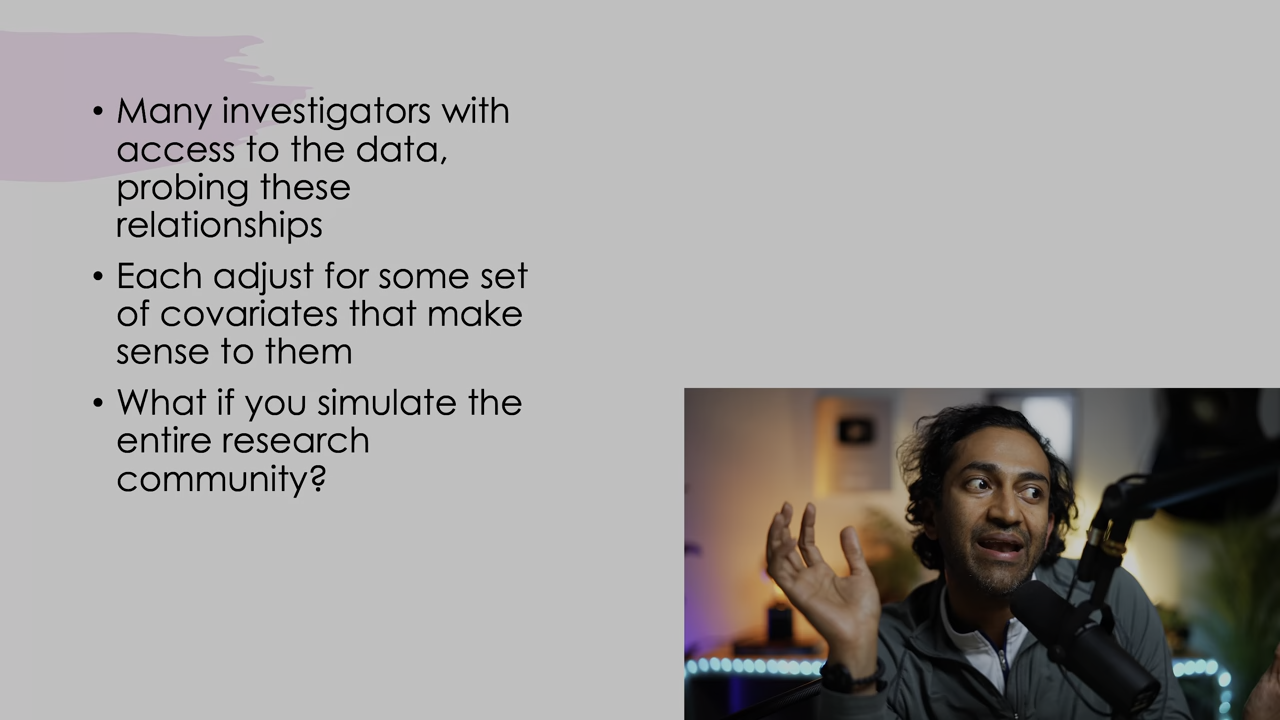 • Many investigators with
access to the data,
probing these
relationships
• Each adjust for some set
of covariates that make
sense to them
• What if you simulate the
entire research
community?